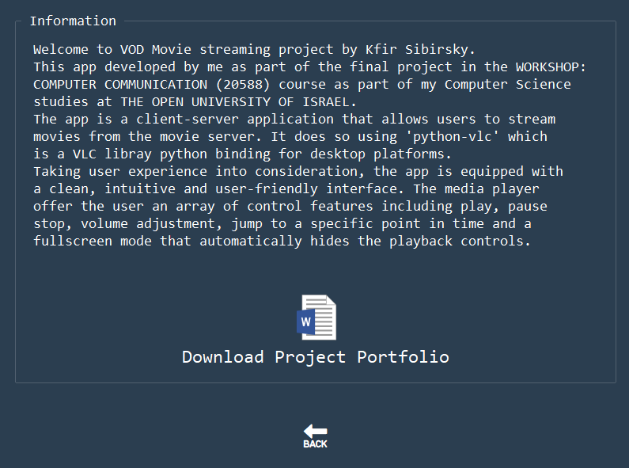 Information
Welcome to VOD Movie streaming project by Kfir Sibirsky.
This app developed by me as part of the final project in the WORKSHOP:
COMPUTER COMMUNICATION (20588) course as part of my Computer Science
studies at THE OPEN UNIVERSITY OF ISRAEL.
The app is a client-server application that allows users to stream
movies from the movie server. It does so using 'python-vlc' which
is a VLC libray python binding for desktop platforms.
Taking user experience into consideration, the app is equipped with
a clean, intuitive and user-friendly interface. The media player
offer the user an array of control features including play, pause
stop, volume adjustment, jump to a specific point in time and a
fullscreen mode that automatically hides the playback controls.
W
Download Project Portfolio
BACK